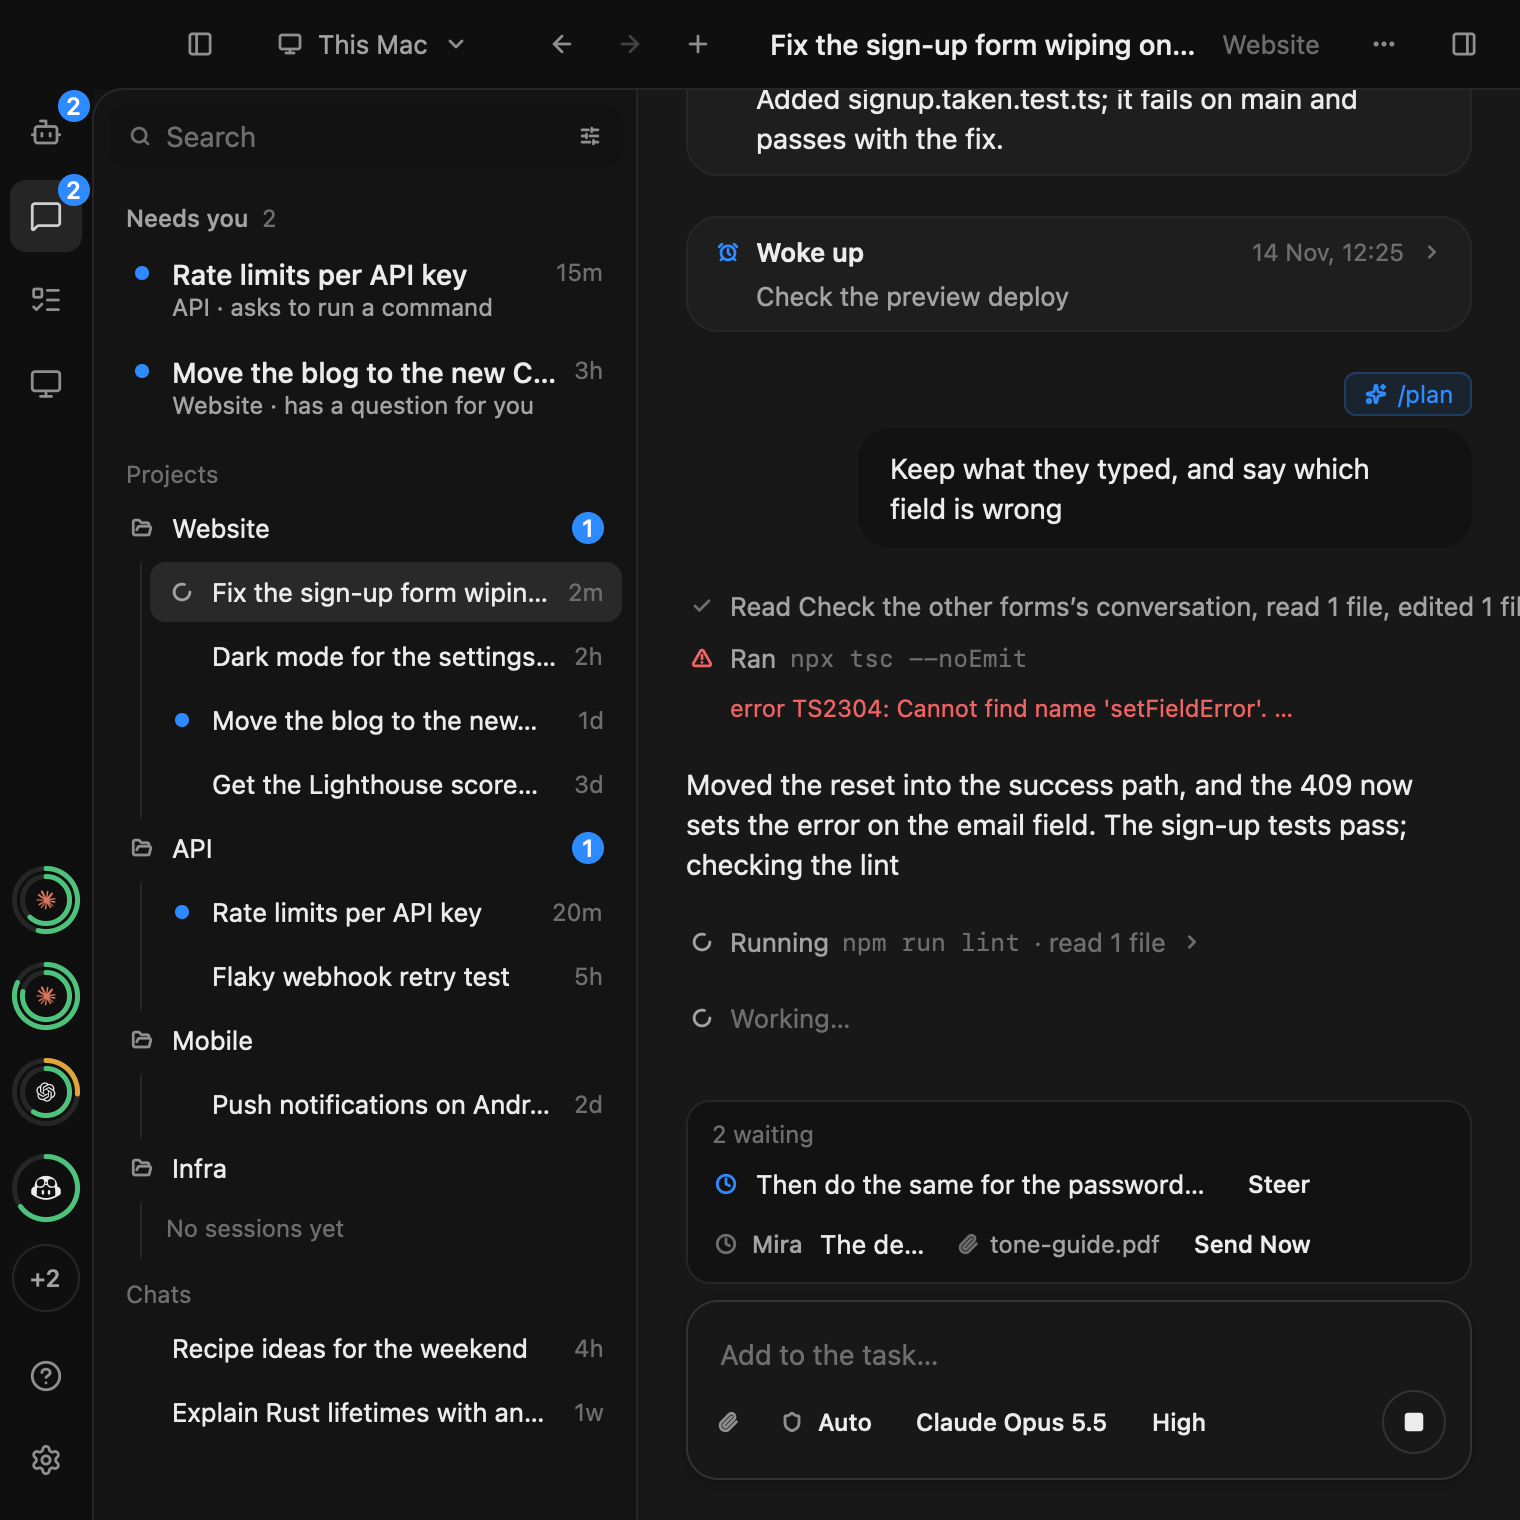 This Mac
Fix the sign-up form wiping on...
Website
2
2
Search
Needs you 2
Rate limits per API key 15m
API · asks to run a command
Move the blog to the new C... 3h
Website · has a question for you
Projects
Website 1
Fix the sign-up form wipin... 2m
Dark mode for the settings... 2h
Move the blog to the new... 1d
Get the Lighthouse score... 3d
API 1
Rate limits per API key 20m
Flaky webhook retry test 5h
Mobile
Push notifications on Andr... 2d
Infra
No sessions yet
Chats
Recipe ideas for the weekend 4h
Explain Rust lifetimes with an... 1w
+2
Added signup.taken.test.ts; it fails on main and
passes with the fix.
Woke up 14 Nov, 12:25
Check the preview deploy
/plan
Keep what they typed, and say which
field is wrong
Read Check the other forms’s conversation, read 1 file, edited 1 fil
Ran npx tsc --noEmit
error TS2304: Cannot find name 'setFieldError'. ...
Moved the reset into the success path, and the 409 now
sets the error on the email field. The sign-up tests pass;
checking the lint
Running npm run lint · read 1 file
Working...
2 waiting
Then do the same for the password... Steer
Mira The de... tone-guide.pdf Send Now
Add to the task...
Auto Claude Opus 5.5 High